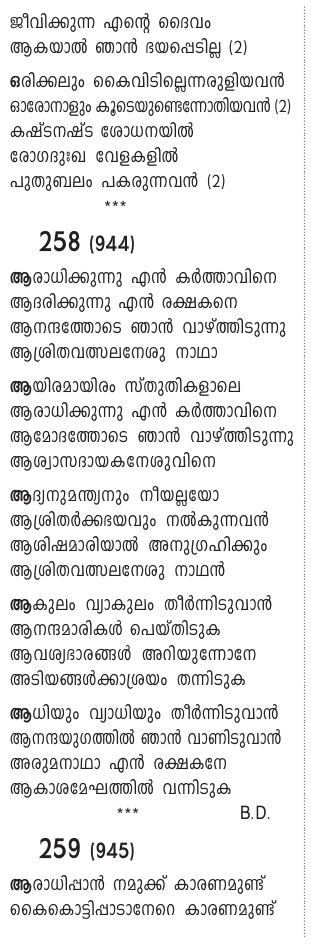 ജീവിക്കുന്ന എന്റെ ദൈവം
ആകയാൽ ഞാൻ ഭയപ്പെടില്ല (2)
ഒരിക്കലും കൈവിടില്ലെന്നരുളിയവൻ
ഓരോനാളും കൂടെയുണ്ടെന്നോതിയവൻ (2)
കഷ്ടനഷ്ട ശോധനയിൽ
രോഗദുഃഖ വേളകളിൽ
പുതുബലം പകരുന്നവൻ (2)
***
258 (944)
ആരാധിക്കുന്നു എൻ കർത്താവിനെ
ആദരിക്കുന്നു എൻ രക്ഷകനെ
ആനന്ദത്തോടെ ഞാൻ വാഴ്ത്തിടുന്നു
ആശ്രിതവത്സലനേശു നാഥാ
ആയിരമായിരം സ്തുതികളാലെ
ആരാധിക്കുന്നു എൻ കർത്താവിനെ
ആമോദത്തോടെ ഞാൻ വാഴ്ത്തിടുന്നു
ആശ്വാസദായകനേശുവിനെ
ആദ്യനുമന്ത്യനും നീയല്ലയോ
ആശ്രിതർക്കഭയവും നൽകുന്നവൻ
ആശിഷമാരിയാൽ അനുഗ്രഹിക്കും
ആശ്രിതവത്സലനേശു നാഥൻ
ആകുലം വ്യാകുലം തീർന്നിടുവാൻ
ആനന്ദമാരികൾ പെയ്തിടുക
ആവശ്യഭാരങ്ങൾ അറിയുന്നോനേ
അടിയങ്ങൾക്കാശ്രയം തന്നിടുക
ആധിയും വ്യാധിയും തീർന്നിടുവാൻ
ആനന്ദയുഗത്തിൽ ഞാൻ വാണിടുവാൻ
അരുമനാഥാ എൻ രക്ഷകനേ
ആകാശമേഘത്തിൽ വന്നിടുക
*** B.D.
259 (945)
ആരാധിപ്പാൻ നമുക്ക് കാരണമുണ്ട്
കൈകൊട്ടിപ്പാടാനേറെ കാരണമുണ്ട്